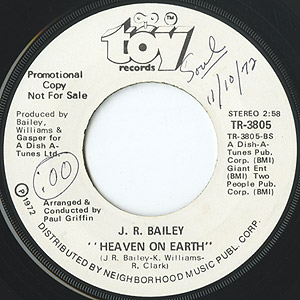 toy
TM
records
Promotional
Copy
Not For Sale
Soul
11/10/72
Produced by
Bailey,
Williams &
Gasper for
A Dish A-
Tunes Ltd.
:00
STEREO 2:58
TR-3805
TR-3805-BS
A Dish-A-
Tunes Pub.
Corp. (BMI)
Giant Ent
(BMI) Two
People Pub.
Corp. (BMI)
Arranged &
Conducted by
Paul Griffin
Ⓟ1972
J. R. BAILEY
''HEAVEN ON EARTH''
(J. R. Bailey-K. Williams-
R. Clark)
DISTRIBUTED BY NEIGHBORHOOD MUSIC PUBL. CORP.